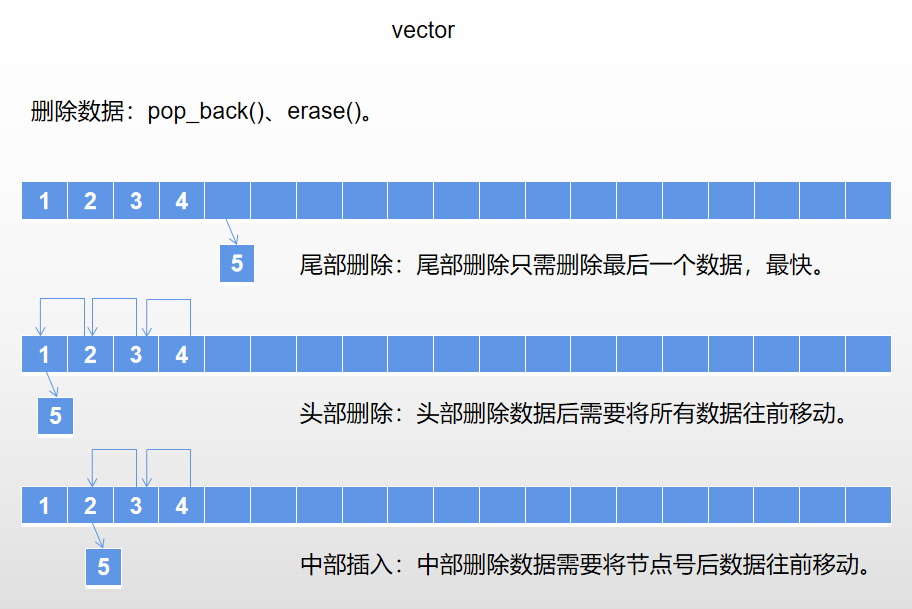 vector
删除数据：pop_back()、erase()。
1 2 3 4
5 尾部删除：尾部删除只需删除最后一个数据，最快。
1 2 3 4
5 头部删除：头部删除数据后需要将所有数据往前移动。
1 2 3 4
5 中部插入：中部删除数据需要将节点号后数据往前移动。